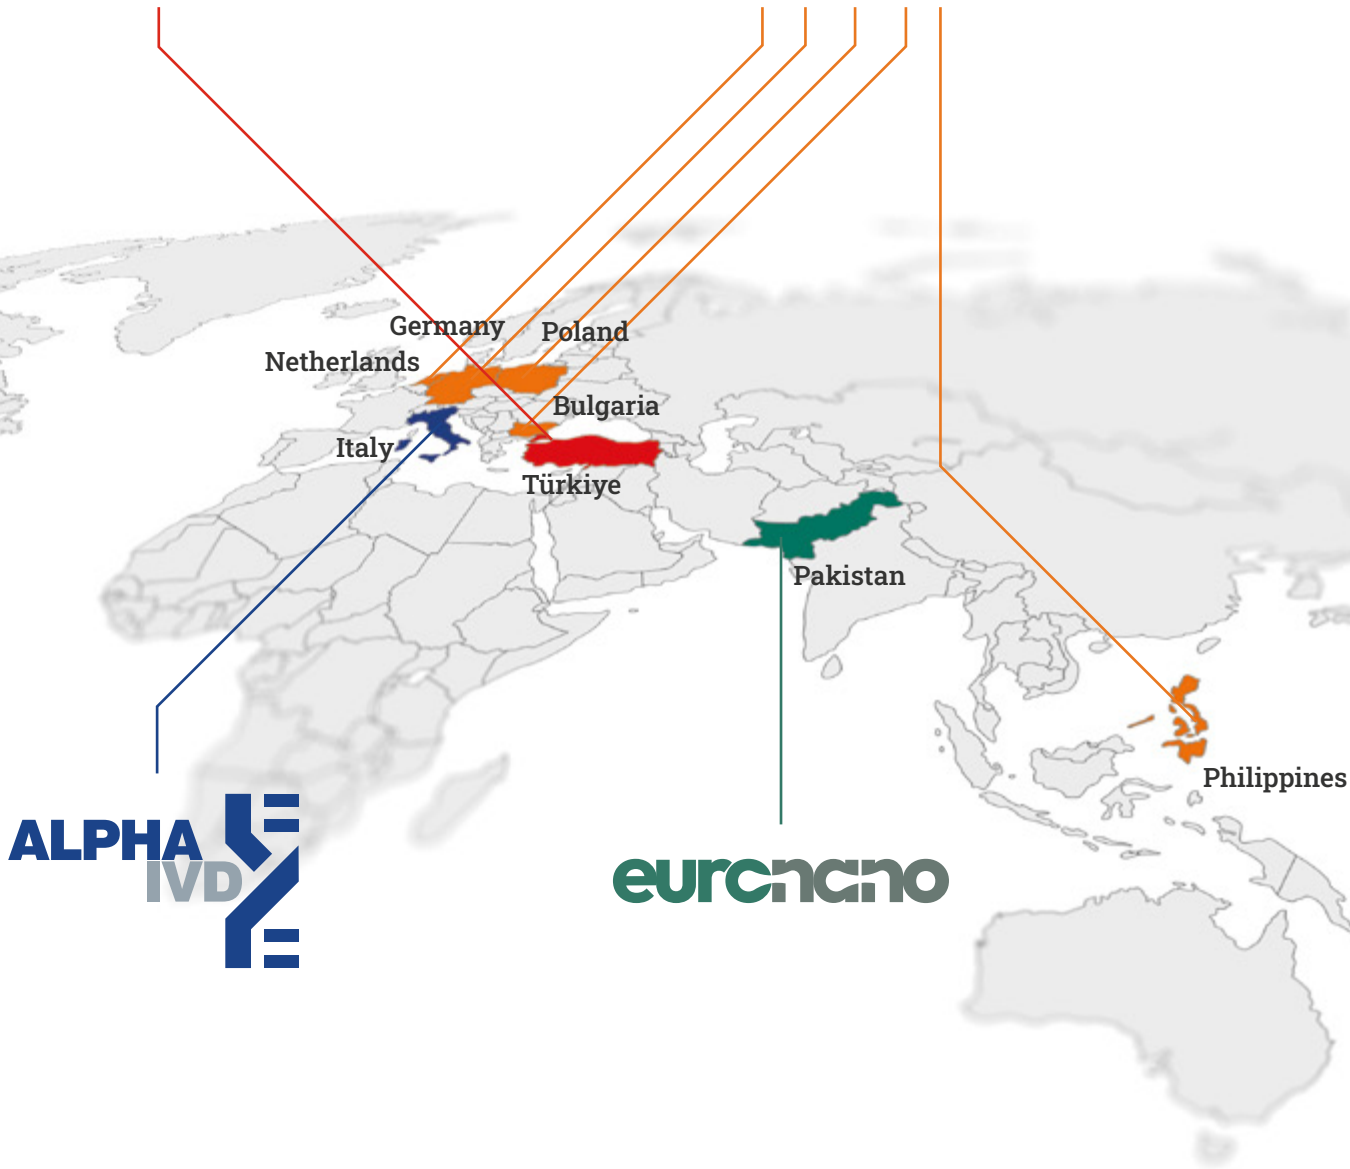 Germany
Poland
Netherlands
Bulgaria
Italy
Türkiye
Pakistan
Philippines
ALPHA
IVD
euronano